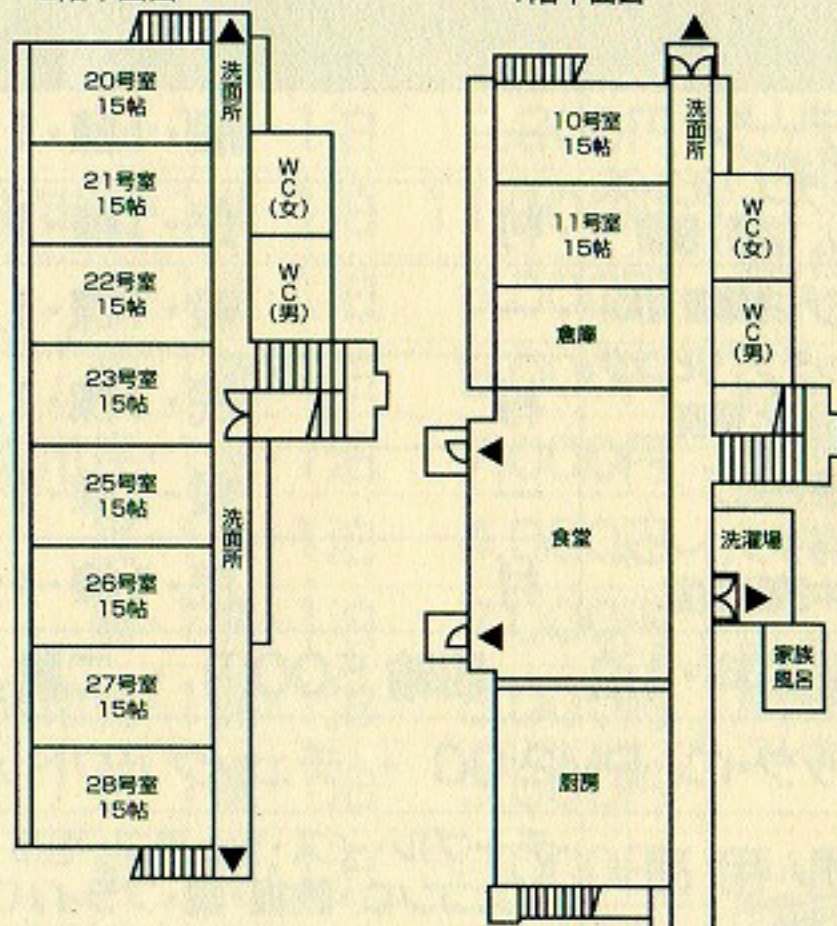 20号室
15帖
21号室
15帖
22号室
15帖
23号室
15帖
25号室
15帖
26号室
15帖
27号室
15帖
28号室
15帖
洗面所
WC(女)
WC(男)
洗面所
10号室
15帖
11号室
15帖
倉庫
食堂
厨房
洗面所
WC(女)
WC(男)
洗濯場
家族
風呂